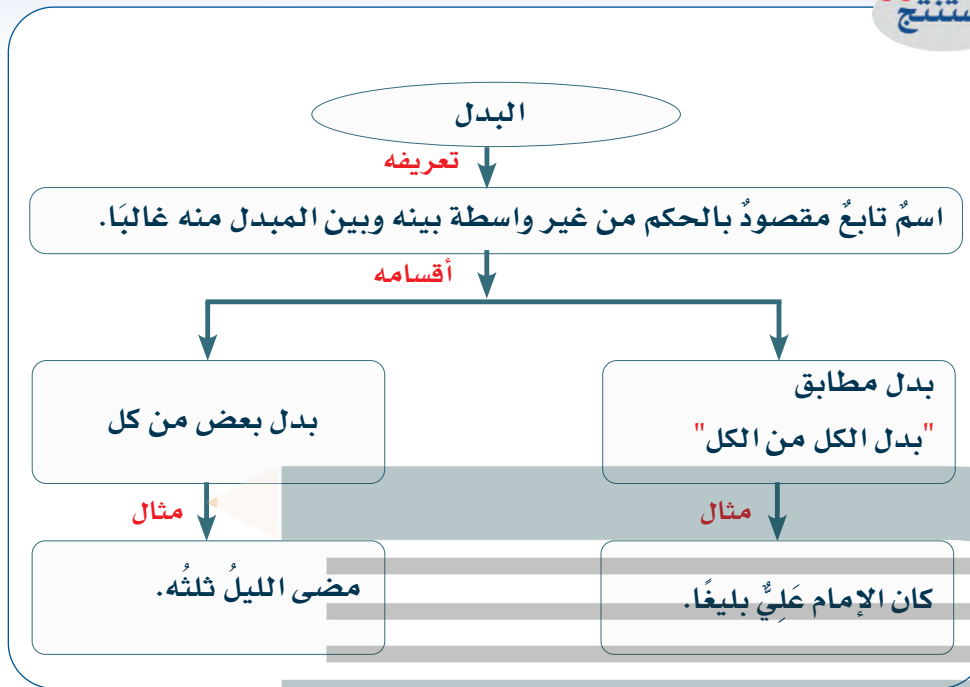 البدل
تعريفه
اسمٌ تابعٌ مقصودٌ بالحكم من غير واسطة بينه وبين المبدل منه غالبَا.
أقسامه
بدل مطابق
"بدل الكل من الكل"
بدل بعض من كل
مثال
مثال
كان الإمام عَلِيٌّ بليغًا.
مضى الليلُ ثلثُه.